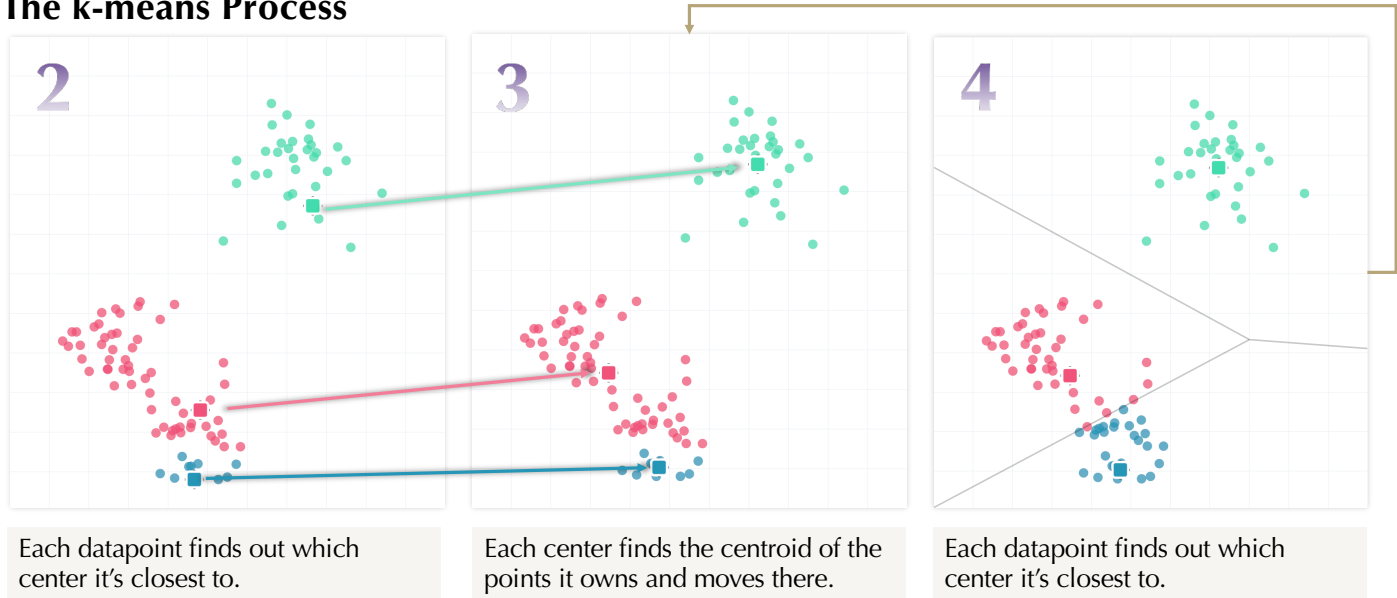 The k-means Process
2
3
4
Each datapoint finds out which
center it's closest to.
Each center finds the centroid of the
points it owns and moves there.
Each datapoint finds out which
center it's closest to.